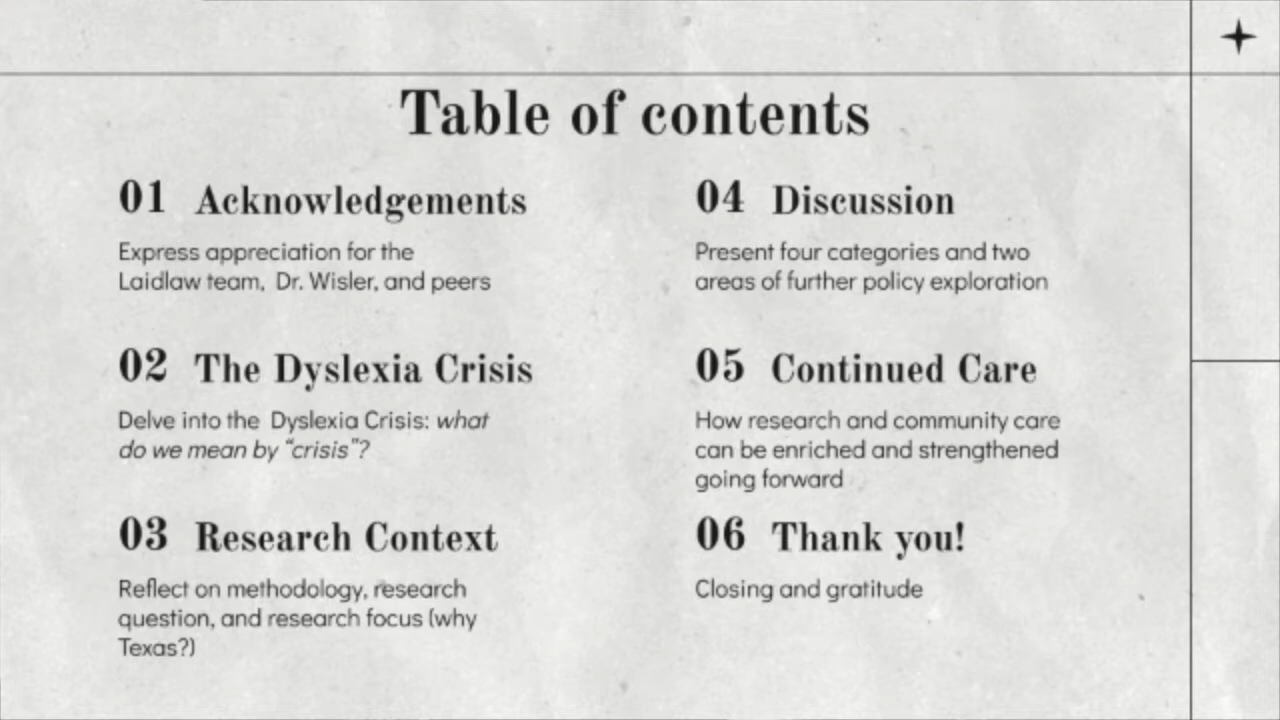 Table of contents
01 Acknowledgements
Express appreciation for the
Laidlaw team, Dr. Wisler, and peers
02 The Dyslexia Crisis
Delve into the Dyslexia Crisis: what
do we mean by “crisis”?
03 Research Context
Reflect on methodology, research
question, and research focus (why
Texas?)
04 Discussion
Present four categories and two
areas of further policy exploration
05 Continued Care
How research and community care
can be enriched and strengthened
going forward
06 Thank you!
Closing and gratitude